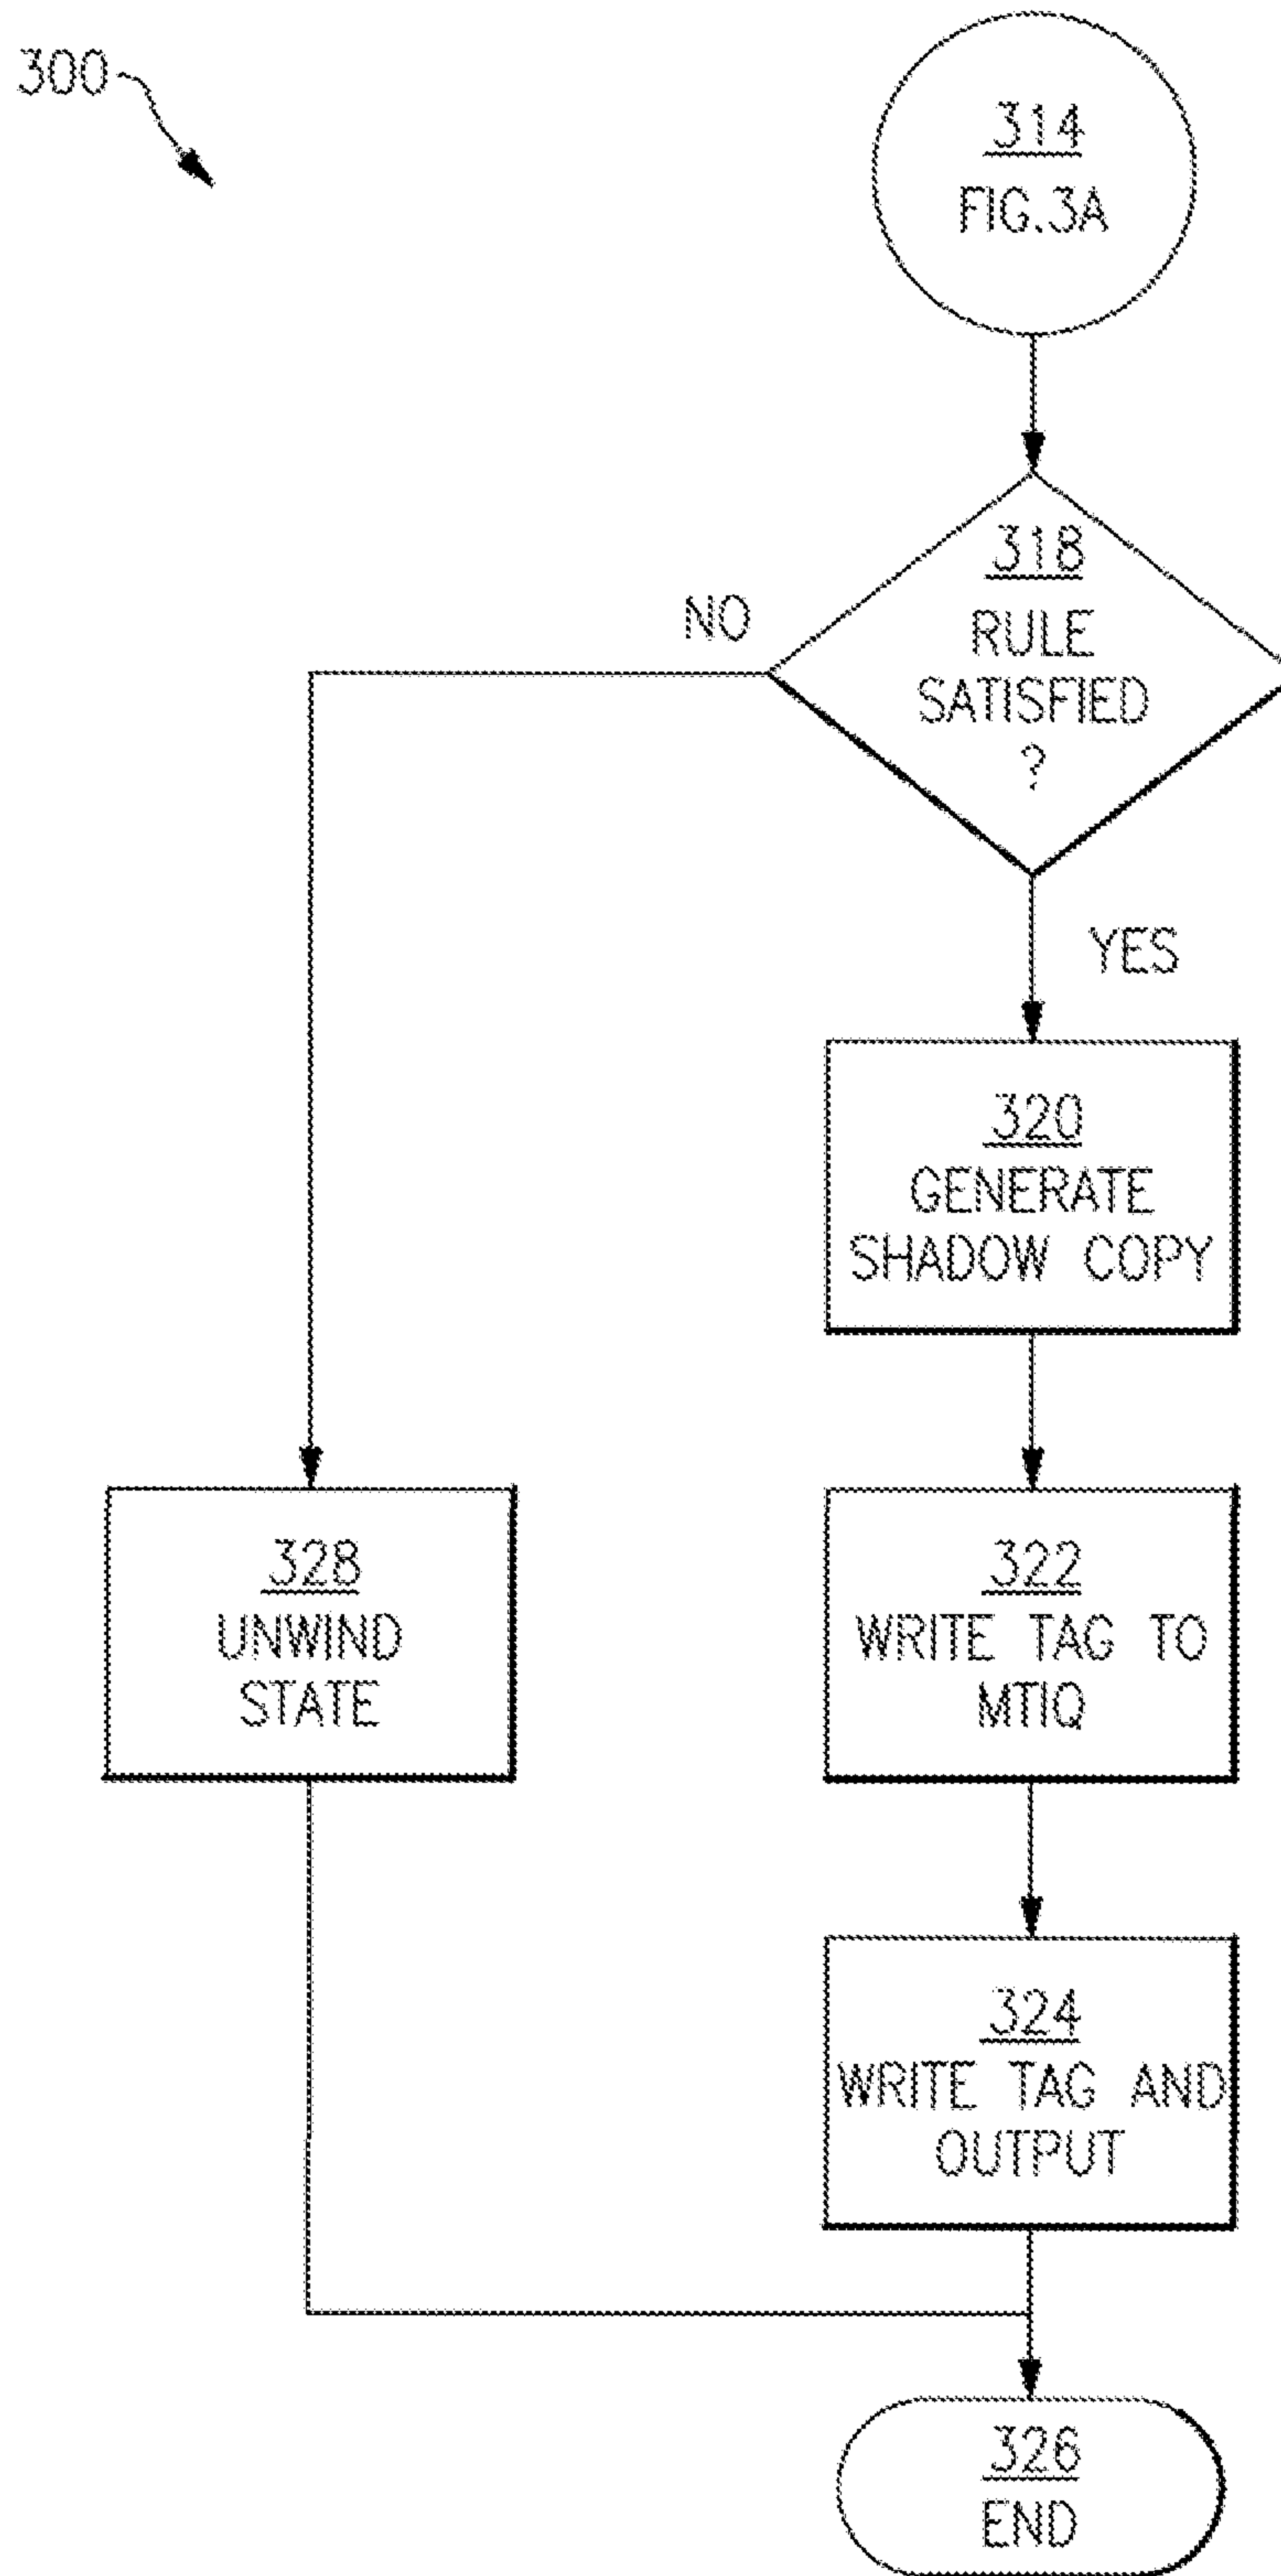 300
314
FIG.3A
318
RULE
SATISFIED
?
NO
YES
320
GENERATE
SHADOW COPY
328
UNWIND
STATE
322
WRITE TAG TO
MTIQ
324
WRITE TAG AND
OUTPUT
326
END